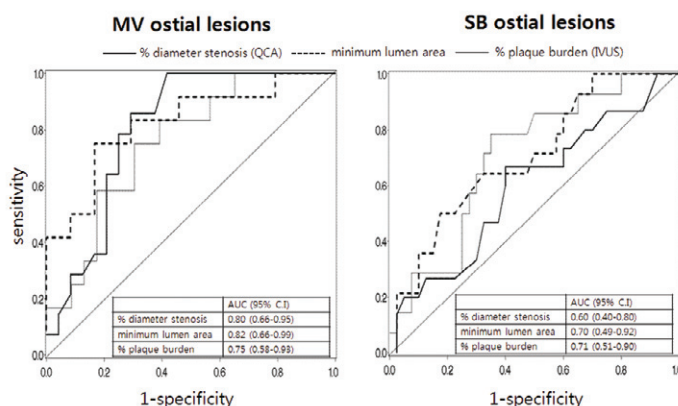 MV ostial lesions SB ostial lesions
% diameter stenosis (QCA) minimum lumen area % plaque burden (IVUS)
sensitivity
1.0
0.8
0.6
0.4
0.2
0.0
0.0 0.2 0.4 0.6 0.8 1.0
1-specificity
AUC (95% C.I)
% diameter stenosis 0.80 (0.66-0.95)
minimum lumen area 0.82 (0.66-0.99)
% plaque burden 0.75 (0.58-0.93)
1.0
0.8
0.6
0.4
0.2
0.0
0.0 0.2 0.4 0.6 0.8 1.0
1-specificity
AUC (95% C.I)
% diameter stenosis 0.60 (0.40-0.80)
minimum lumen area 0.70 (0.49-0.92)
% plaque burden 0.71 (0.51-0.90)